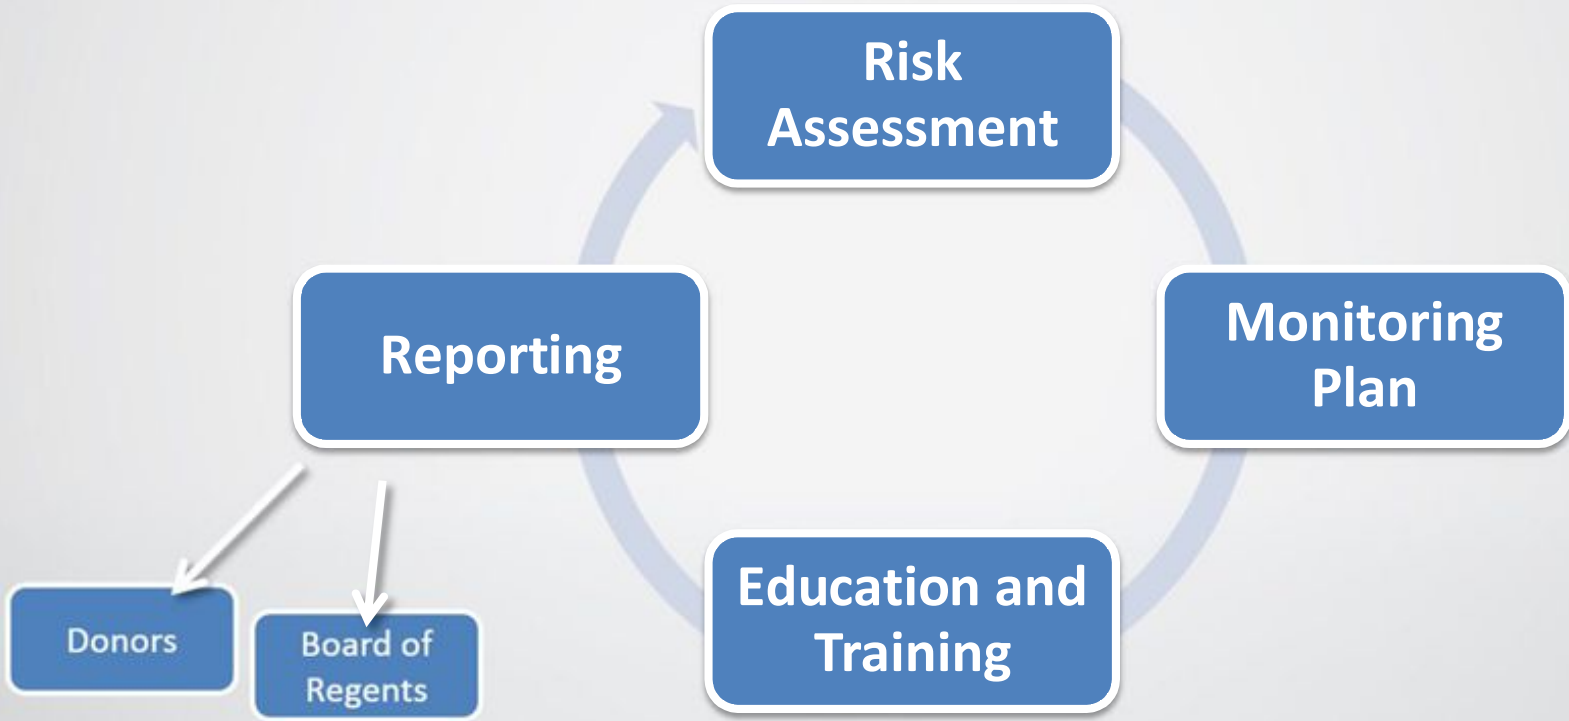 Risk
Assessment
Monitoring
Plan
Reporting
Education and
Training
Donors
Board of
Regents